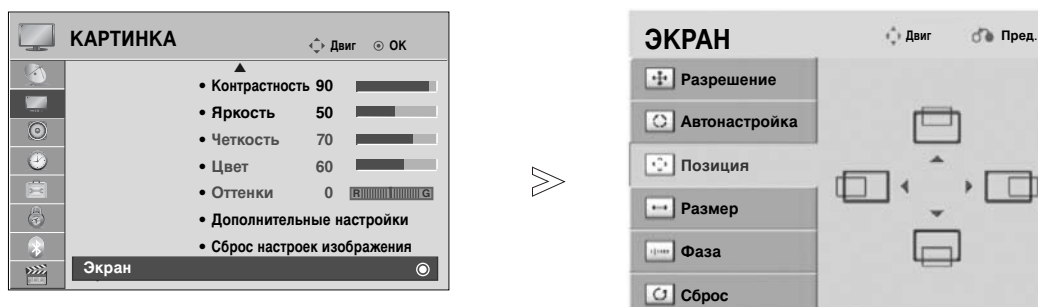 КАРТИНКА
Двиг
ОК
• Контрастность 90
• Яркость 50
• Четкость 70
• Цвет 60
• Оттенки 0 R G
• Дополнительные настройки
• Сброс настроек изображения
Экран
ЭКРАН
Двиг
Пред.
Разрешение
Автонастройка
Позиция
Размер
Фаза
Сброс